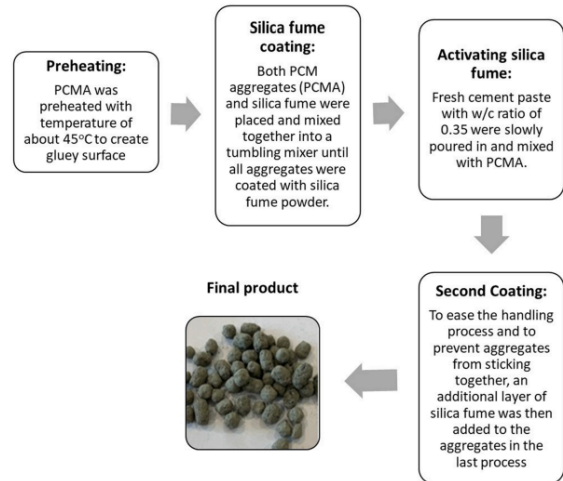 Preheating:
PCMA was
preheated with
temperature of
about 45°C to create
gluey surface
Silica fume
coating:
Both PCM
aggregates (PCMA)
and silica fume were
placed and mixed
together into a
tumbling mixer until
all aggregates were
coated with silica
fume powder.
Activating silica
fume:
Fresh cement paste
with w/c ratio of
0.35 were slowly
poured in and mixed
with PCMA.
Second Coating:
To ease the handling
process and to
prevent aggregates
from sticking
together, an
additional layer of
silica fume was then
added to the
aggregates in the
last process
Final product